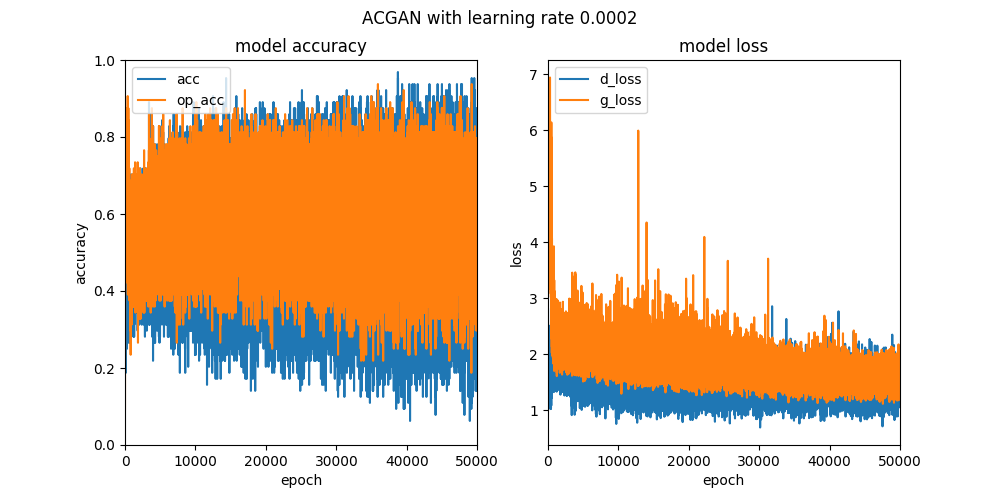 ACGAN with learning rate 0.0002
model accuracy
acc
op_acc
1.0
0.8
0.6
0.4
0.2
0.0
accuracy
0
10000
20000
30000
40000
50000
epoch
model loss
d_loss
g_loss
7
6
5
4
3
2
1
loss
0
10000
20000
30000
40000
50000
epoch